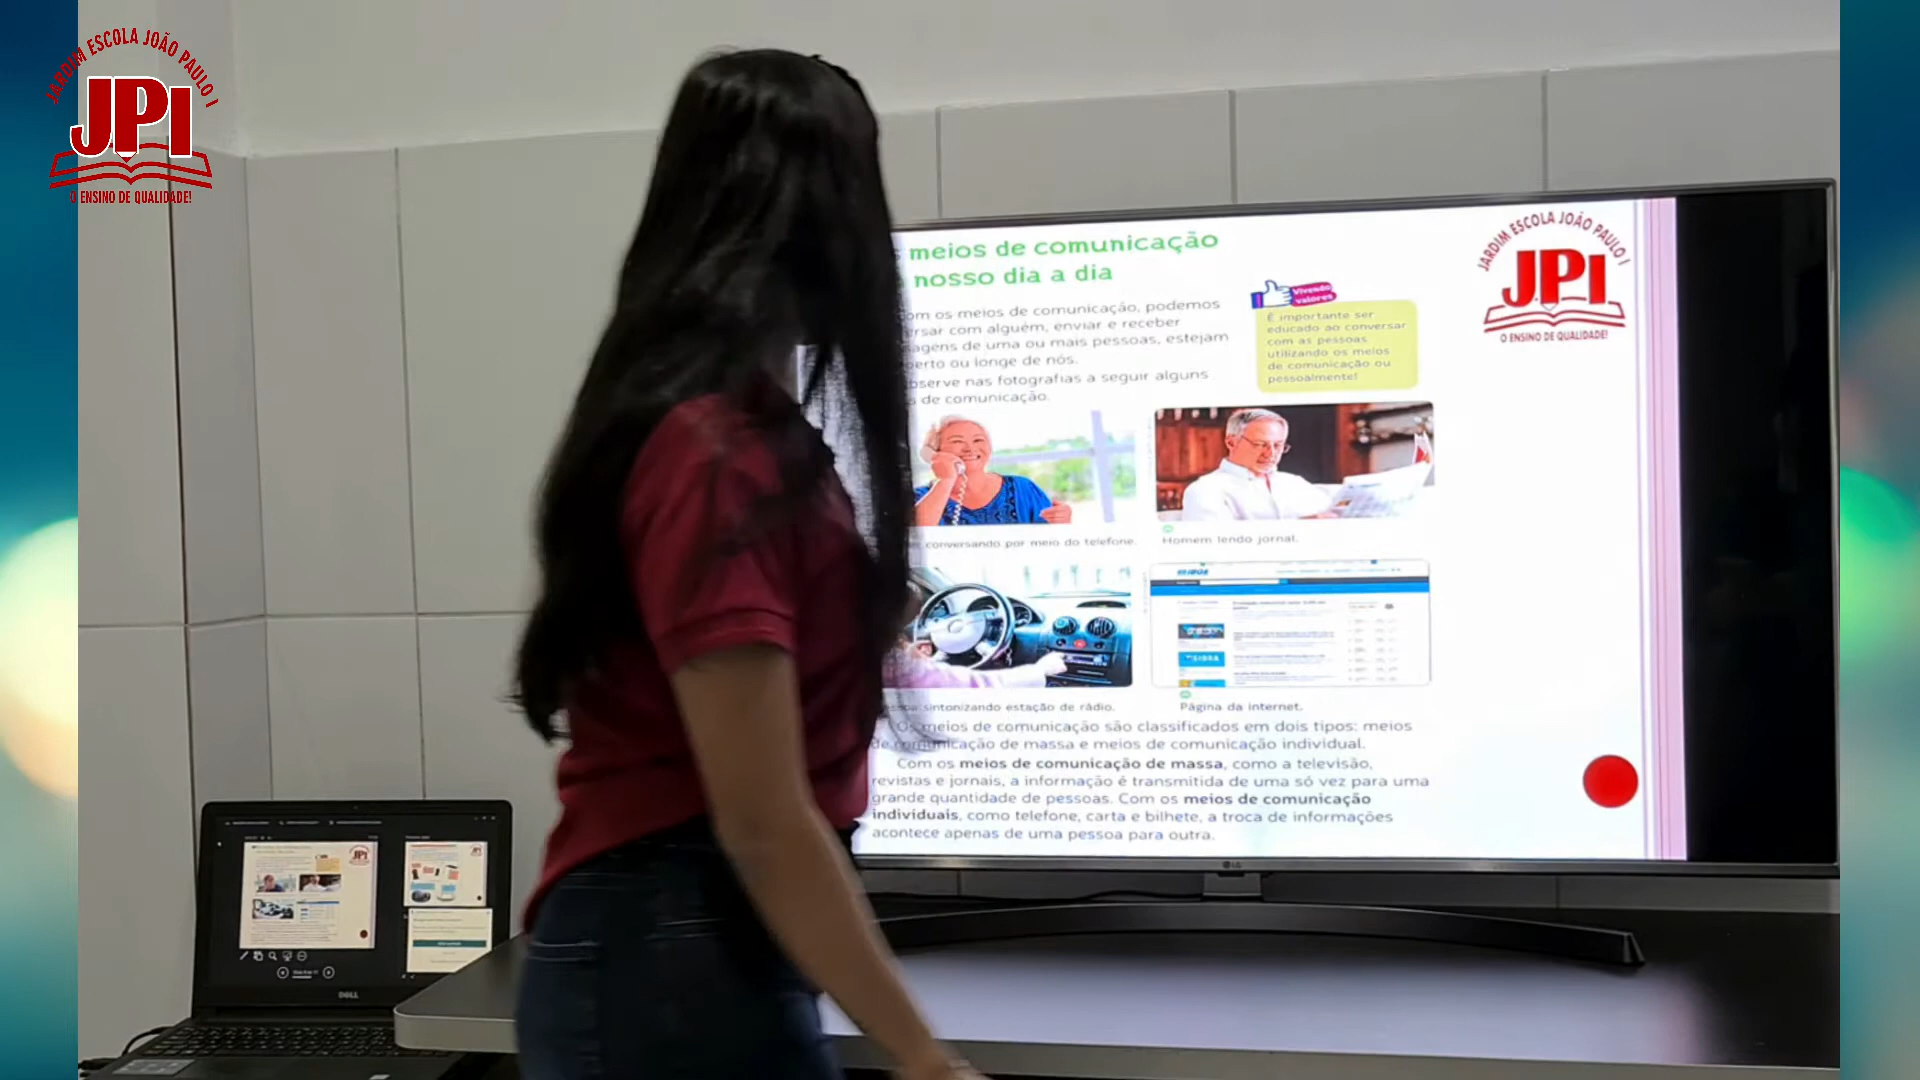 JARDIM ESCOLA JOÃO PAULO I
JPI
O ENSINO DE QUALIDADE!
meios de comunicação
nosso dia a dia
JARDIM ESCOLA JOÃO PAULO I
JPI
O ENSINO DE QUALIDADE!
om os meios de comunicação, podemos
ersar com alguém, enviar e receber
agens de uma ou mais pessoas, estejam
perto ou longe de nós.
bserve nas fotografias a seguir alguns
s de comunicação.
Vivendo
valores
É importante ser
educado ao conversar
com as pessoas
utilizando os meios
de comunicação ou
pessoalmente!
conversando por meio do telefone.
Homem lendo jornal.
sintonizando estação de rádio.
Página da internet.
Os meios de comunicação são classificados em dois tipos: meios
de comunicação de massa e meios de comunicação individual.
Com os meios de comunicação de massa, como a televisão,
revistas e jornais, a informação é transmitida de uma só vez para uma
grande quantidade de pessoas. Com os meios de comunicação
individuais, como telefone, carta e bilhete, a troca de informações
acontece apenas de uma pessoa para outra.
LG
JPI
JPI
DELL